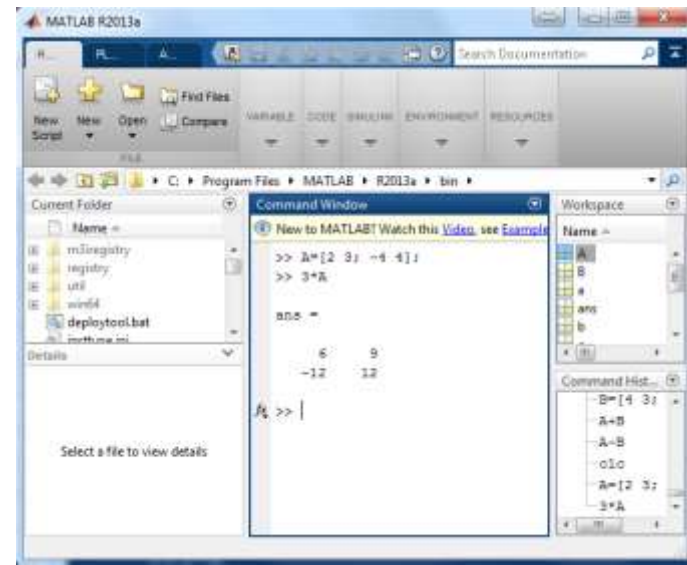 MATLAB R2013a
R... PL... A... Search Documentation
New Script New Open Find Files Compare VARIABLE CODE SIMULINK ENVIRONMENT RESOURCES
FILE
C: Program Files MATLAB R2013a bin
Current Folder
Name
m3iregistry
registry
util
win64
deploytool.bat
Details
Select a file to view details
Command Window
New to MATLAB? Watch this Video, see Example
>> A=[2 3; -4 4];
>> 3*A
ans =
6 9
-12 12
fx >>
Workspace
Name
A
B
a
ans
b
Command Hist...
B=[4 3;
A+B
A-B
clc
A=[2 3;
3*A